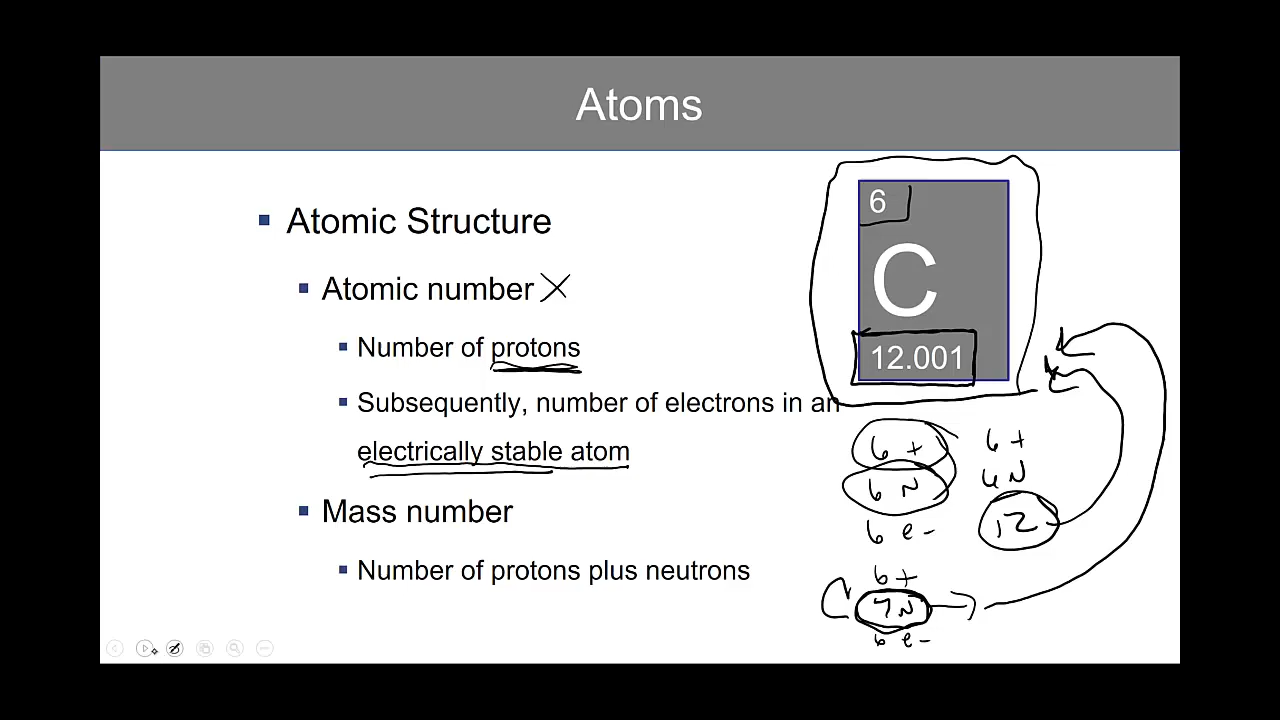 Atoms
Atomic Structure
Atomic number
Number of protons
Subsequently, number of electrons in an
electrically stable atom
Mass number
Number of protons plus neutrons
6
C
12.001
6 +
6 N
6 e -
6 +
6 N
12
6 +
C 7 N
6 e -